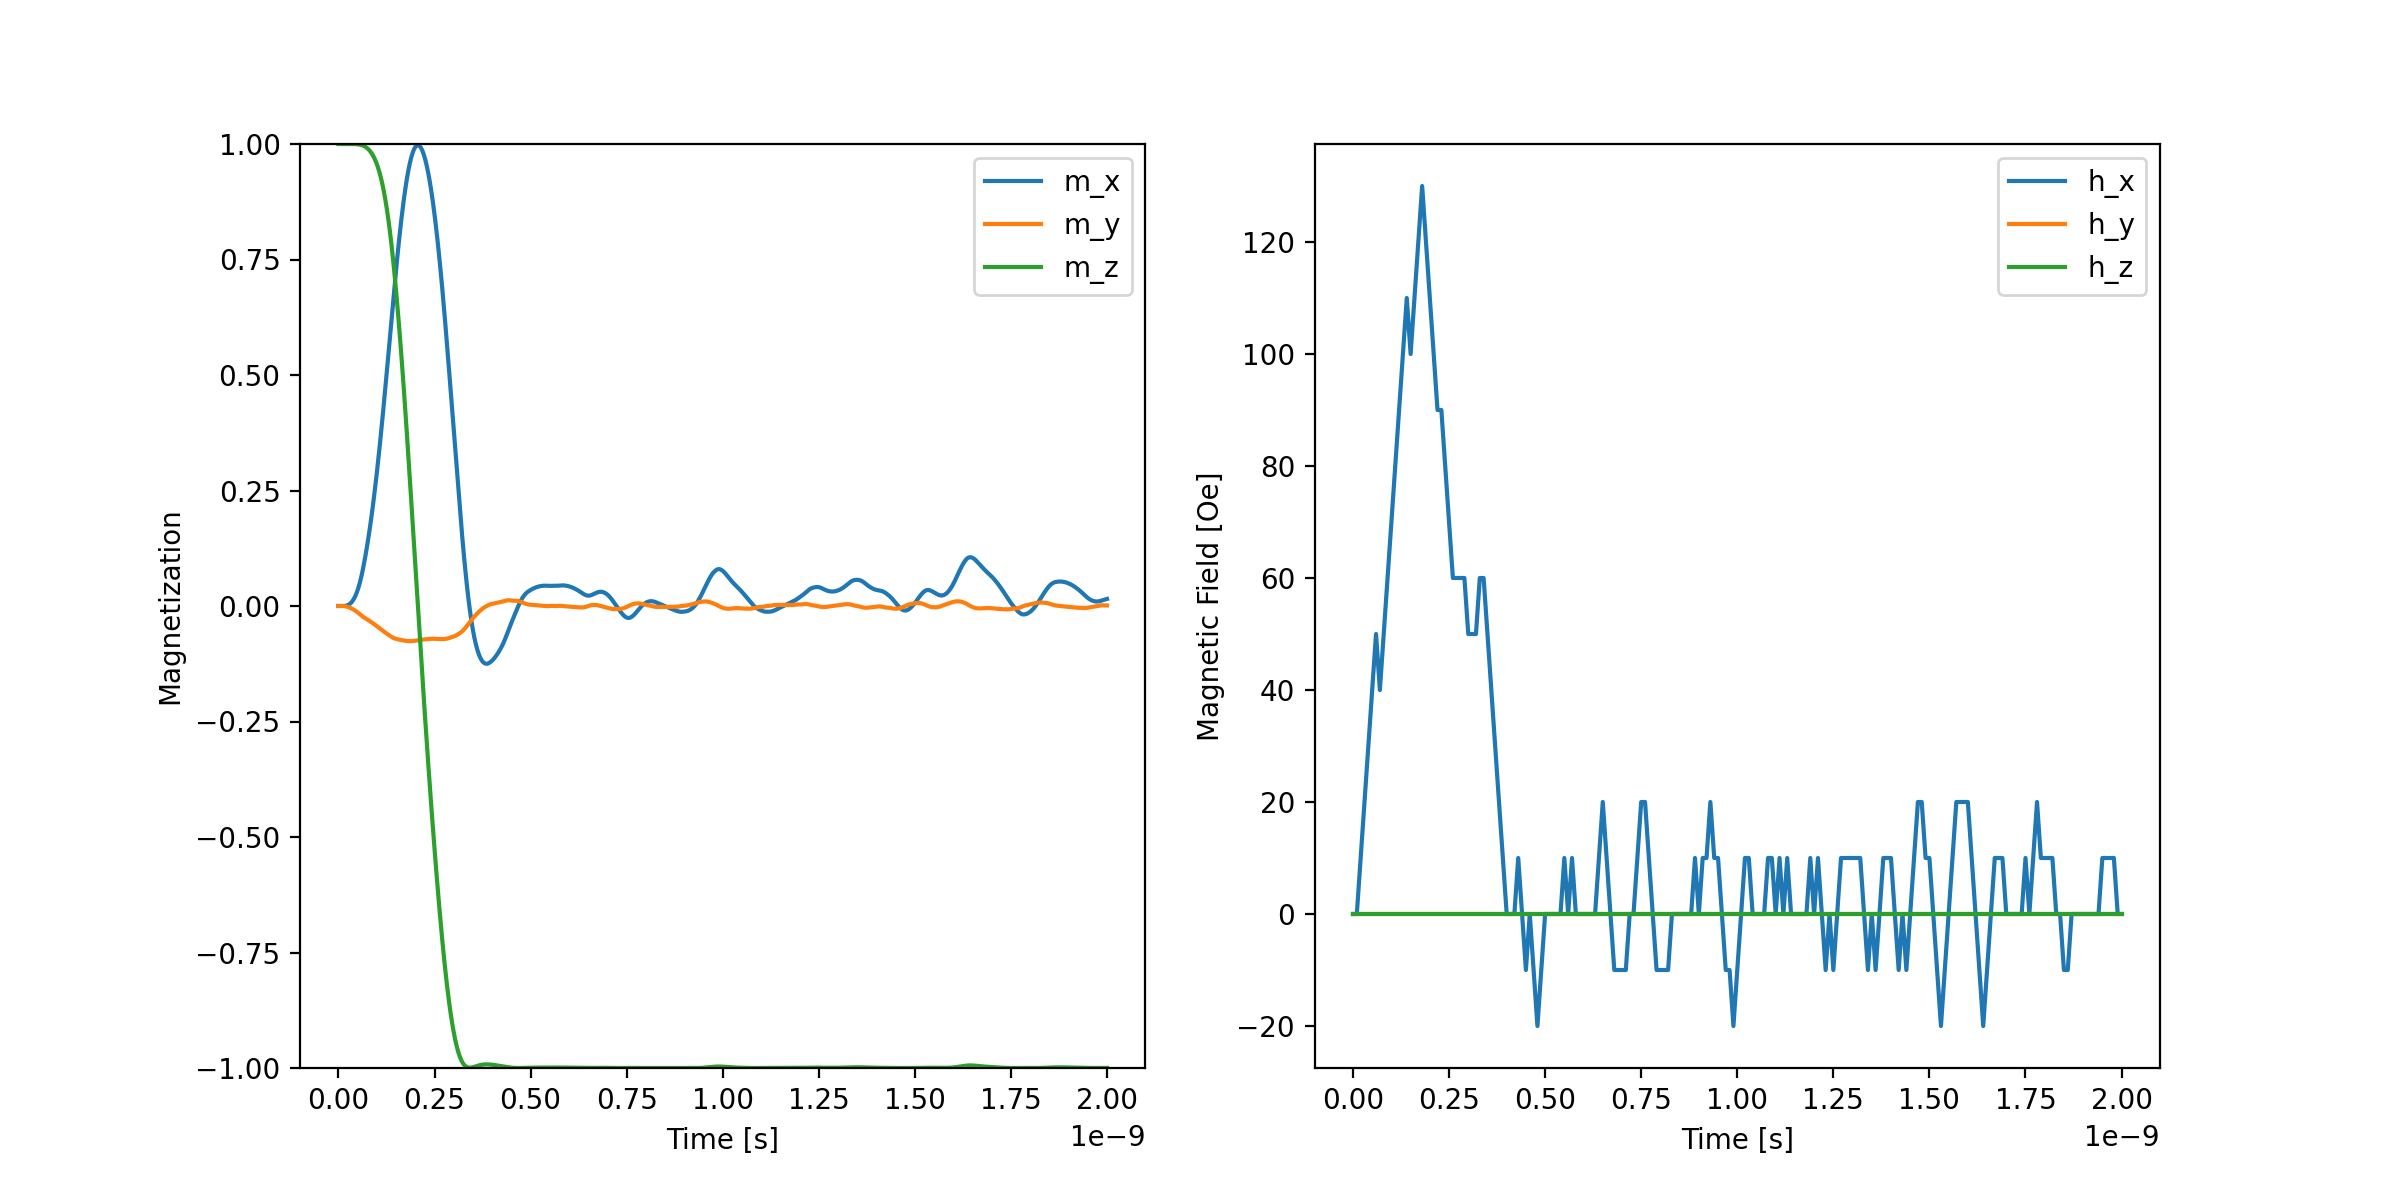 1.00
0.75
0.50
0.25
0.00
−0.25
−0.50
−0.75
−1.00
Magnetization
m_x
m_y
m_z
0.00 0.25 0.50 0.75 1.00 1.25 1.50 1.75 2.00
Time [s]
1e−9
120
100
80
60
40
20
0
−20
Magnetic Field [Oe]
h_x
h_y
h_z
0.00 0.25 0.50 0.75 1.00 1.25 1.50 1.75 2.00
Time [s]
1e−9